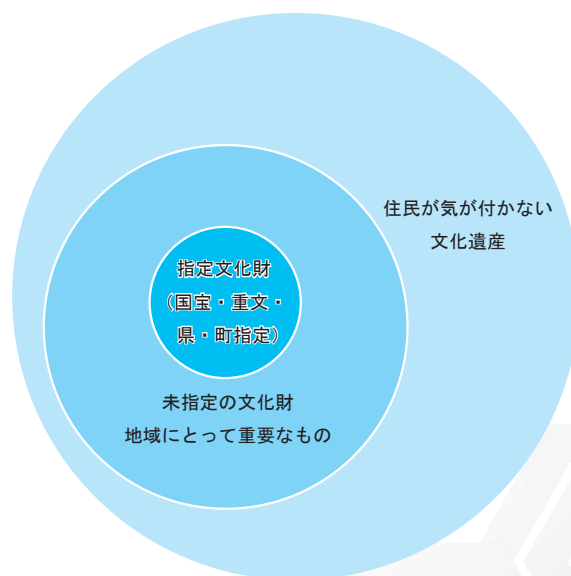 住民が気が付かない
文化遺産
指定文化財
（国宝・重文・
県・町指定）
未指定の文化財
地域にとって重要なもの